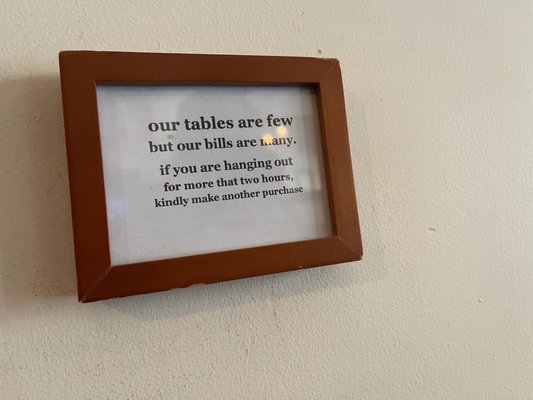 our tables are few
but our bills are many.
if you are hanging out
for more that two hours,
kindly make another purchase